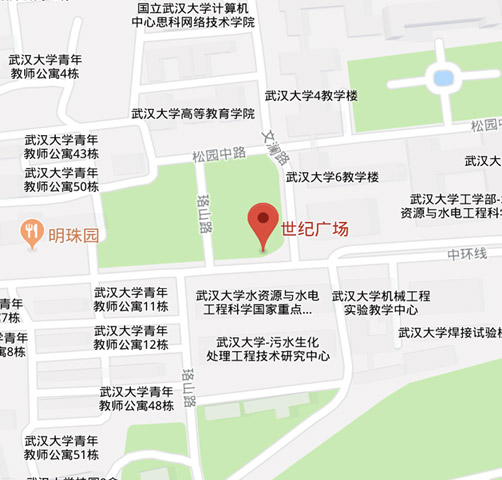 国立武汉大学计算机
中心思科网络技术学院
武汉大学青年
教师公寓4栋
武汉大学4教学楼
武汉大学高等教育学院
松园中
武汉大学青年
教师公寓43栋
文澜路
松园中路
武汉大
武汉大学青年
教师公寓50栋
武汉大学6教学楼
珞山路
武汉大学工学部-
资源与水电工程科
世纪广场
明珠园
中环线
武汉大学青年
教师公寓11栋
武汉大学水资源与水电
工程科学国家重点...
武汉大学机械工程
实验教学中心
武汉大学青年
教师公寓12栋
7栋
学青年
8栋
武汉大学焊接试验
武汉大学-污水生化
处理工程技术研究中心
珞山路
武汉大学青年
教师公寓48栋
武汉大学青年
教师公寓51栋